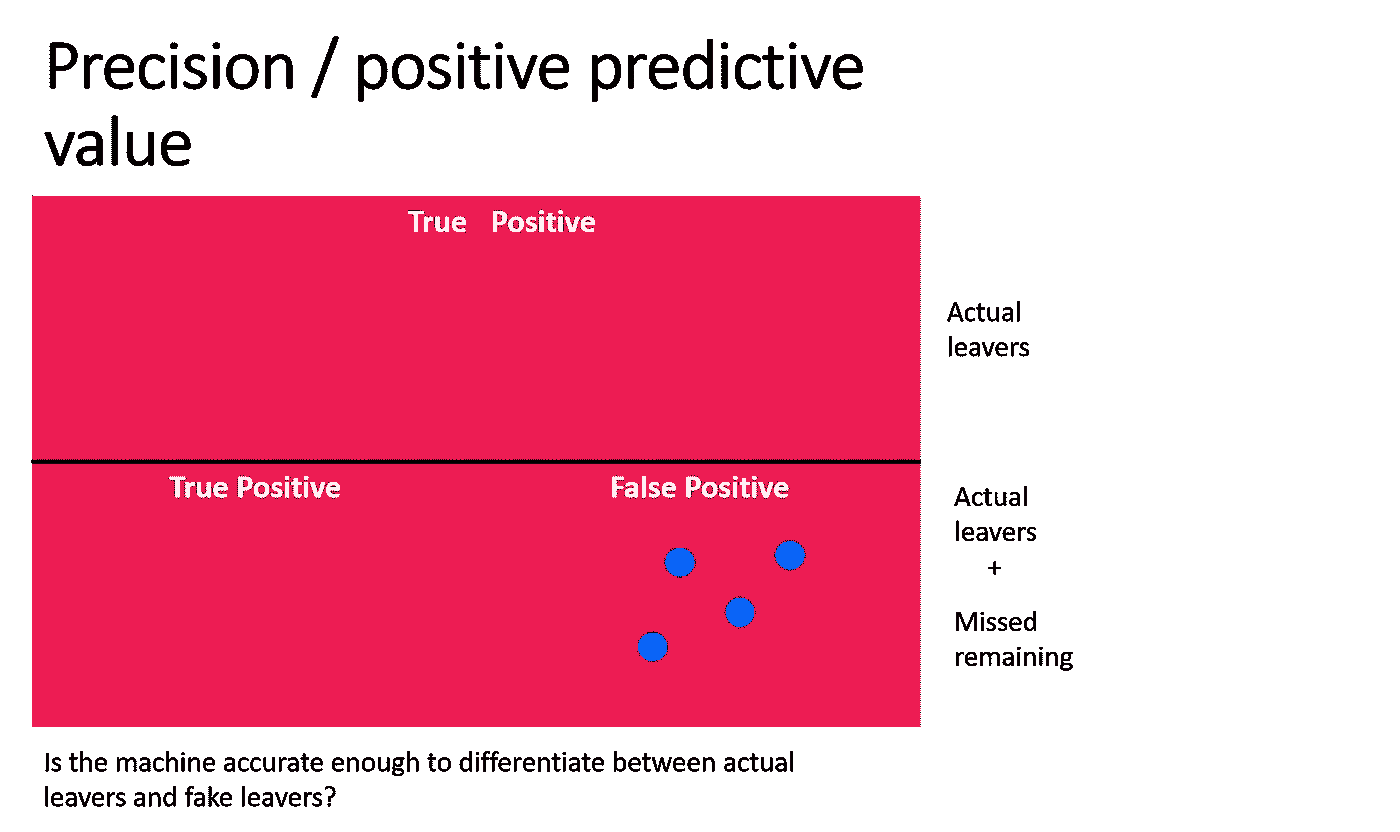 Precision / positive predictive
value
True Positive
Actual
leavers
True Positive
False Positive
Actual
leavers
+
Missed
remaining
Is the machine accurate enough to differentiate between actual
leavers and fake leavers?